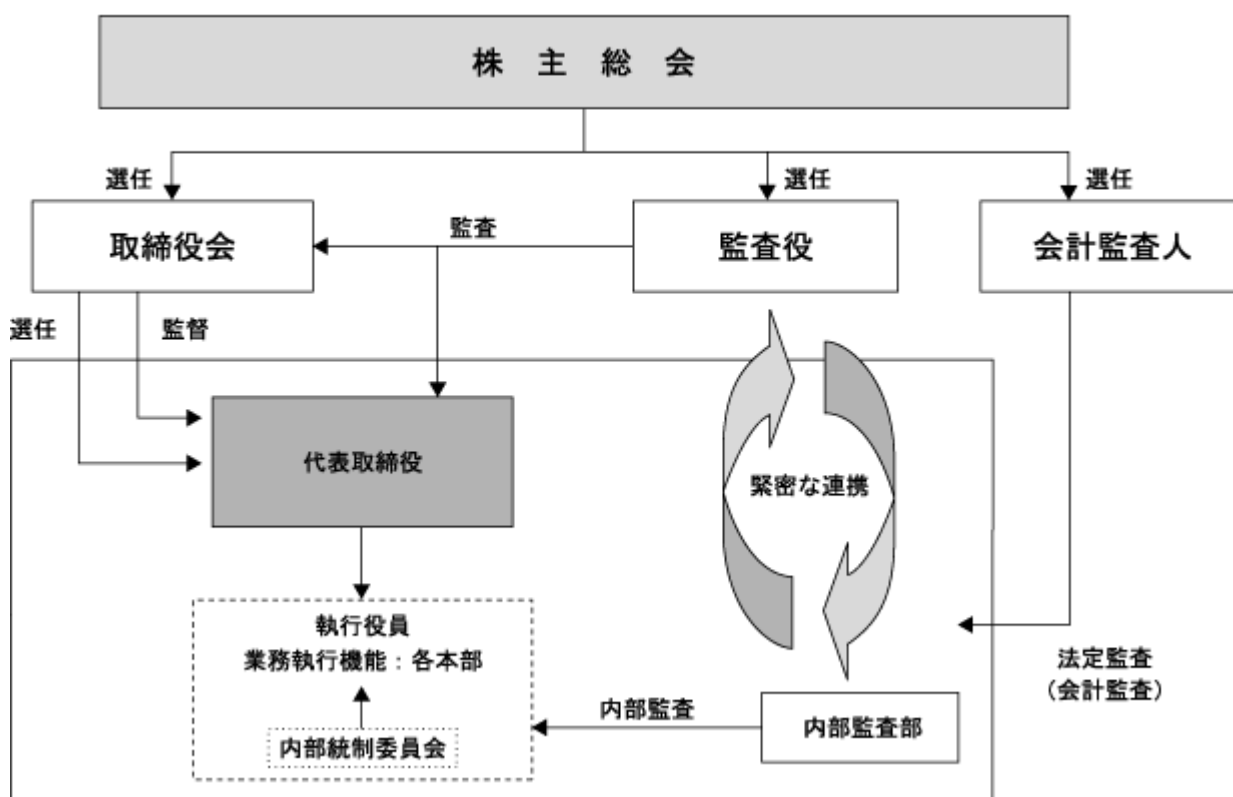 株 主 総 会
選任
選任
選任
取締役会
監査
監査役
会計監査人
選任
監督
代表取締役
緊密な連携
執行役員
業務執行機能：各本部
法定監査
（会計監査）
内部監査
内部監査部
内部統制委員会